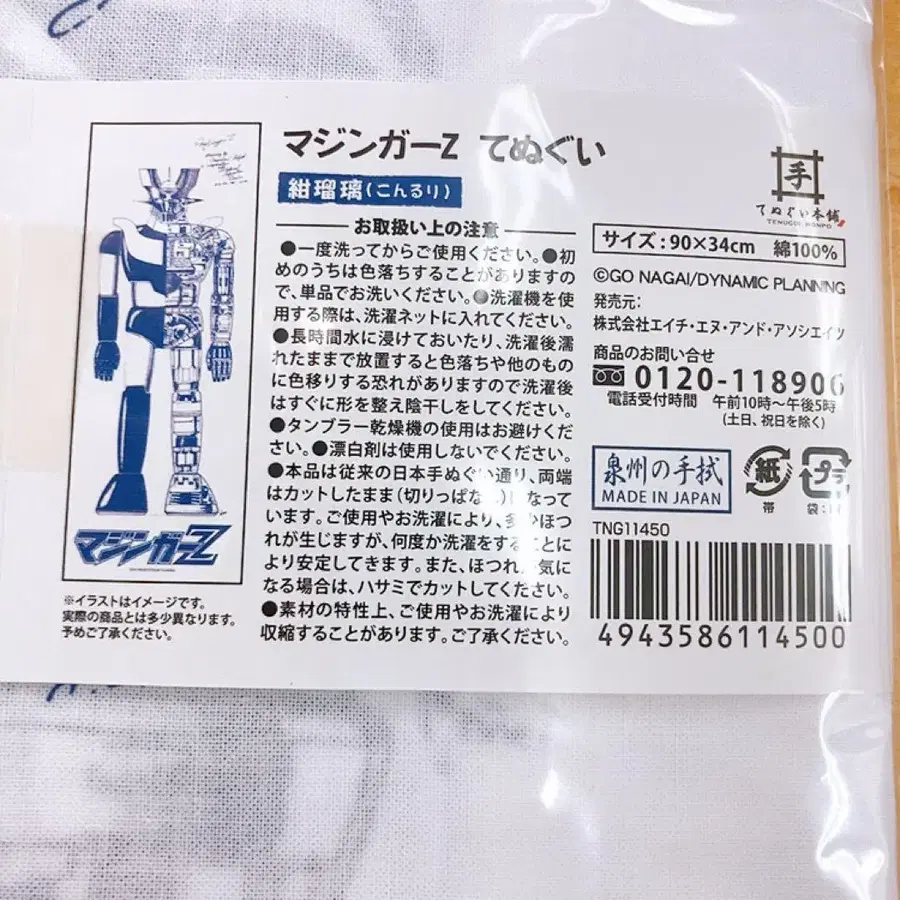 マジンガーZ てぬぐい
紺瑠璃(こんるり)
お取扱い上の注意
●一度洗ってからご使用ください。●初
めのうちは色落ちすることがありますの
で、単品でお洗いください。●洗濯機を使
用する際は、洗濯ネットに入れてください。
●長時間水に浸けておいたり、洗濯後濡
れたままで放置すると色落ちや他のもの
に色移りする恐れがありますので洗濯後
はすぐに形を整え陰干しをしてください。
●タンブラー乾燥機の使用はお避けくだ
さい。●漂白剤は使用しないでください。
●本品は従来の日本手ぬぐい通り、両端
はカットしたまま(切りっぱなし)になって
います。ご使用やお洗濯により、多少ほつ
れが生じますが、何度か洗濯をすることに
より安定してきます。また、ほつれが気に
なる場合は、ハサミでカットしてください。
●素材の特性上、ご使用やお洗濯により
収縮することがあります。ご了承ください。
マジンガーZ
※イラストはイメージです。
実際の商品とは多少異なります。
予めご了承ください。
手
てぬぐい本舗
TENUGUI HONPO
サイズ:90×34cm 綿100%
©GO NAGAI/DYNAMIC PLANNING
発売元:
株式会社エイチ・エヌ・アンド・アソシエイツ
商品のお問い合せ
0120-118906
電話受付時間 午前10時〜午後5時
(土日、祝日を除く)
泉州の手拭
MADE IN JAPAN
紙
帯
プラ
袋:
TNG11450
4943586114500